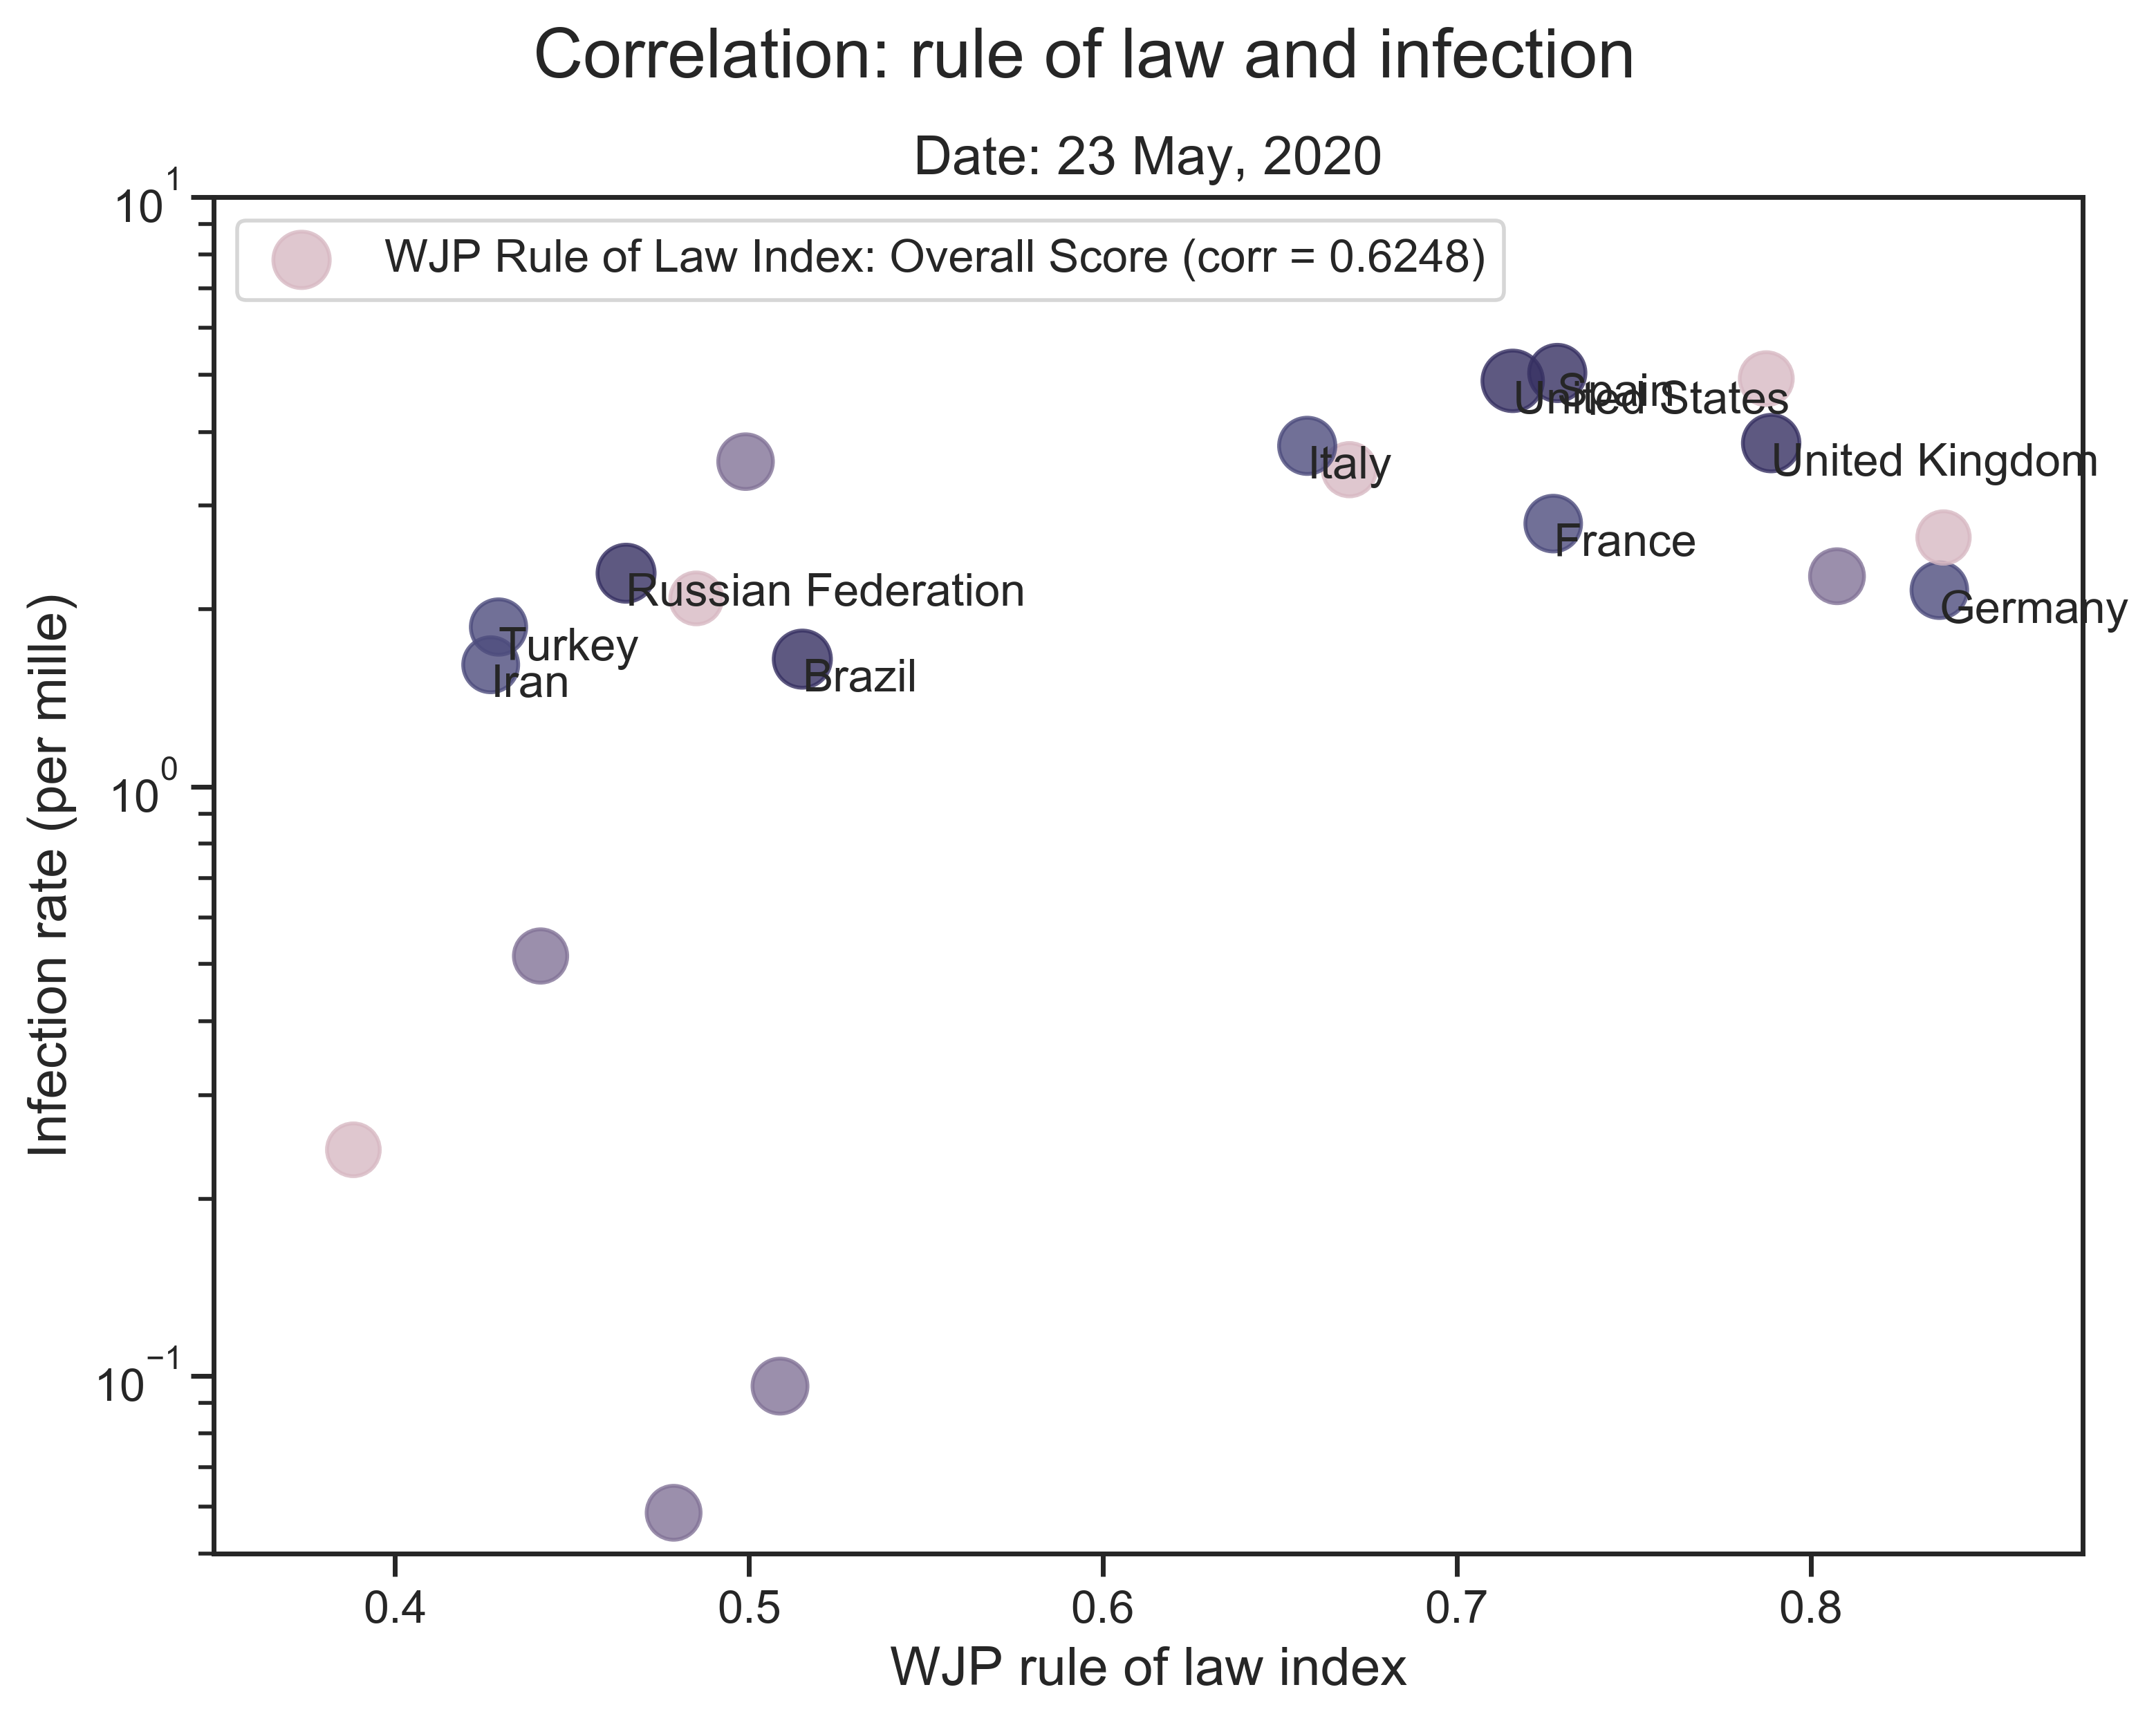 Correlation: rule of law and infection
Date: 23 May, 2020
10^1
WJP Rule of Law Index: Overall Score (corr = 0.6248)
Spain
United States
Italy
United Kingdom
France
Russian Federation
Germany
Turkey
Iran
Brazil
10^0
10^−1
Infection rate (per mille)
0.4 0.5 0.6 0.7 0.8
WJP rule of law index